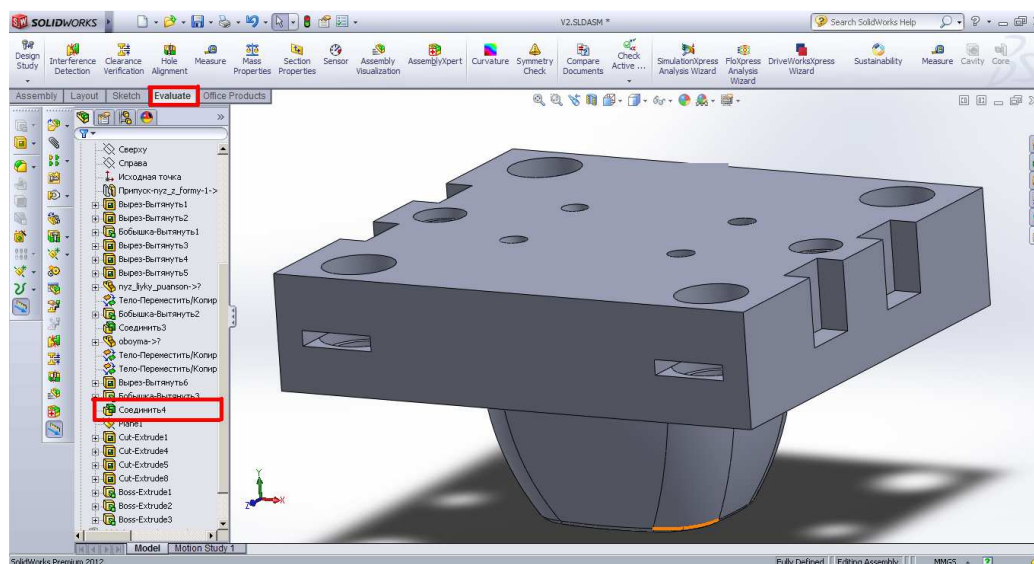 SOLIDWORKS
V2.SLDASM *
Search SolidWorks Help
Design Study
Interference Detection
Clearance Verification
Hole Alignment
Measure
Mass Properties
Section Properties
Sensor
Assembly Visualization
AssemblyXpert
Curvature
Symmetry Check
Compare Documents
Check Active ...
SimulationXpress Analysis Wizard
FloXpress Analysis Wizard
DriveWorksXpress Wizard
Sustainability
Measure
Cavity
Core
Assembly
Layout
Sketch
Evaluate
Office Products
Сверху
Справа
Исходная точка
Припуск-nyz_z_formy-1->
Вырез-Вытянуть1
Вырез-Вытянуть2
Бобышка-Вытянуть1
Вырез-Вытянуть3
Вырез-Вытянуть4
Вырез-Вытянуть5
nyz_liyky_puanson->?
Тело-Переместить/Копир
Бобышка-Вытянуть2
Соединить3
oboyma->?
Тело-Переместить/Копир
Тело-Переместить/Копир
Вырез-Вытянуть6
Бобышка-Вытянуть3
Соединить4
Plane1
Cut-Extrude1
Cut-Extrude4
Cut-Extrude5
Cut-Extrude8
Boss-Extrude1
Boss-Extrude2
Boss-Extrude3
Y
Z
X
Model
Motion Study 1
SolidWorks Premium 2012
Fully Defined
Editing Assembly
MMGS